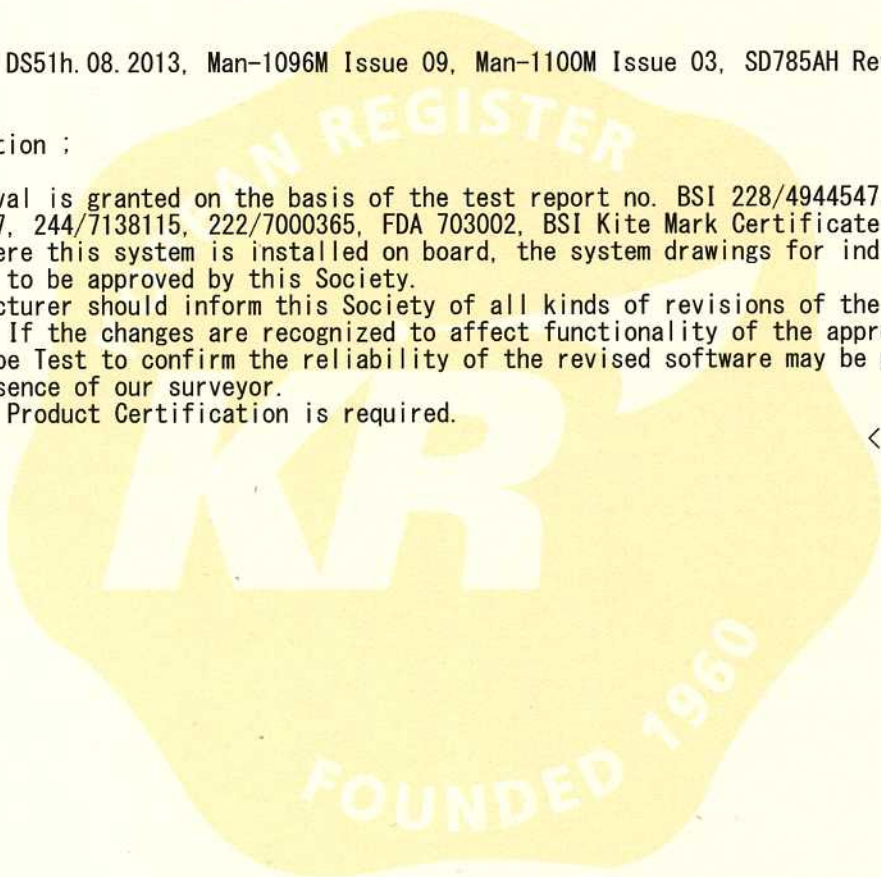 DS51h.08.2013, Man-1096M Issue 09, Man-1100M Issue 03, SD785AH Re
tion ;
val is granted on the basis of the test report no. BSI 228/4944547
7, 244/7138115, 222/7000365, FDA 703002, BSI Kite Mark Certificate
ere this system is installed on board, the system drawings for ind
to be approved by this Society.
cturer should inform this Society of all kinds of revisions of the
If the changes are recognized to affect functionality of the appr
pe Test to confirm the reliability of the revised software may be
sence of our surveyor.
Product Certification is required.
<
AN REGISTER
KR
FOUNDED 1960